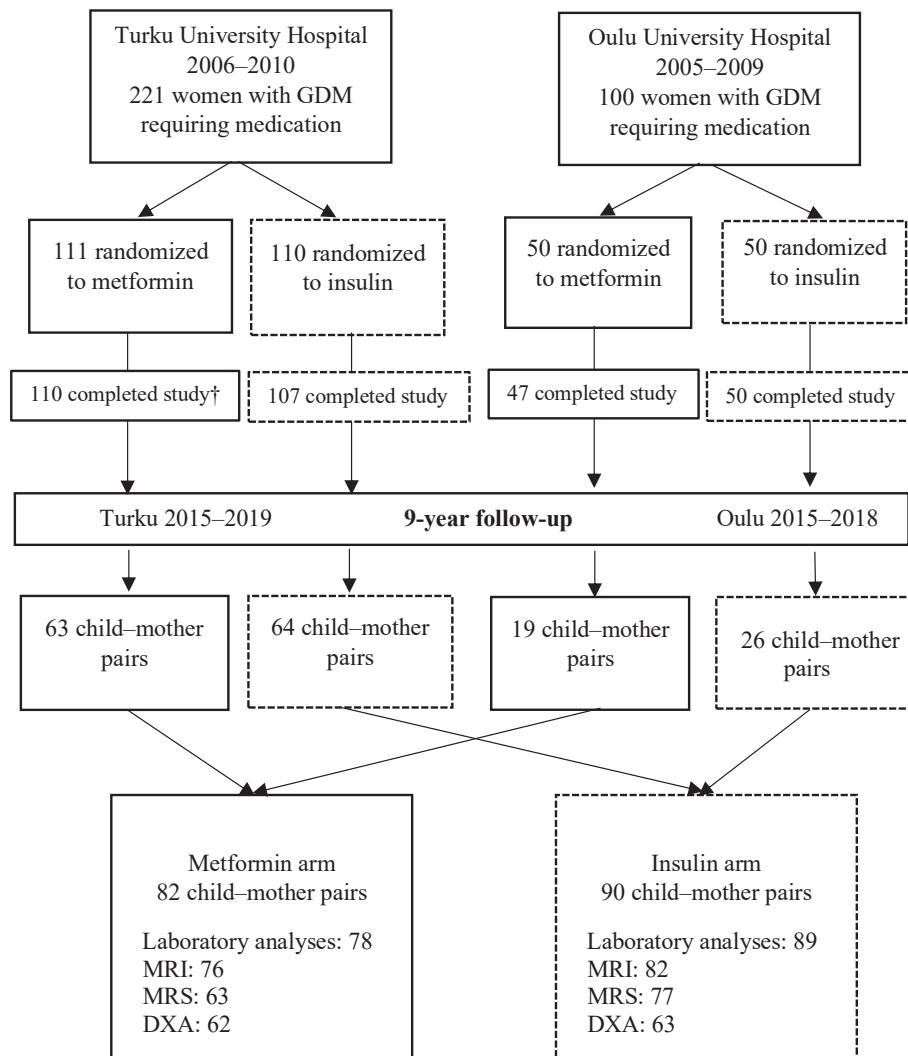 Turku University Hospital
2006–2010
221 women with GDM
requiring medication
Oulu University Hospital
2005–2009
100 women with GDM
requiring medication
111 randomized
to metformin
110 randomized
to insulin
50 randomized
to metformin
50 randomized
to insulin
110 completed study†
107 completed study
47 completed study
50 completed study
Turku 2015–2019 9-year follow-up Oulu 2015–2018
63 child–mother
pairs
64 child–mother
pairs
19 child–mother
pairs
26 child–mother
pairs
Metformin arm
82 child–mother pairs
Laboratory analyses: 78
MRI: 76
MRS: 63
DXA: 62
Insulin arm
90 child–mother pairs
Laboratory analyses: 89
MRI: 82
MRS: 77
DXA: 63